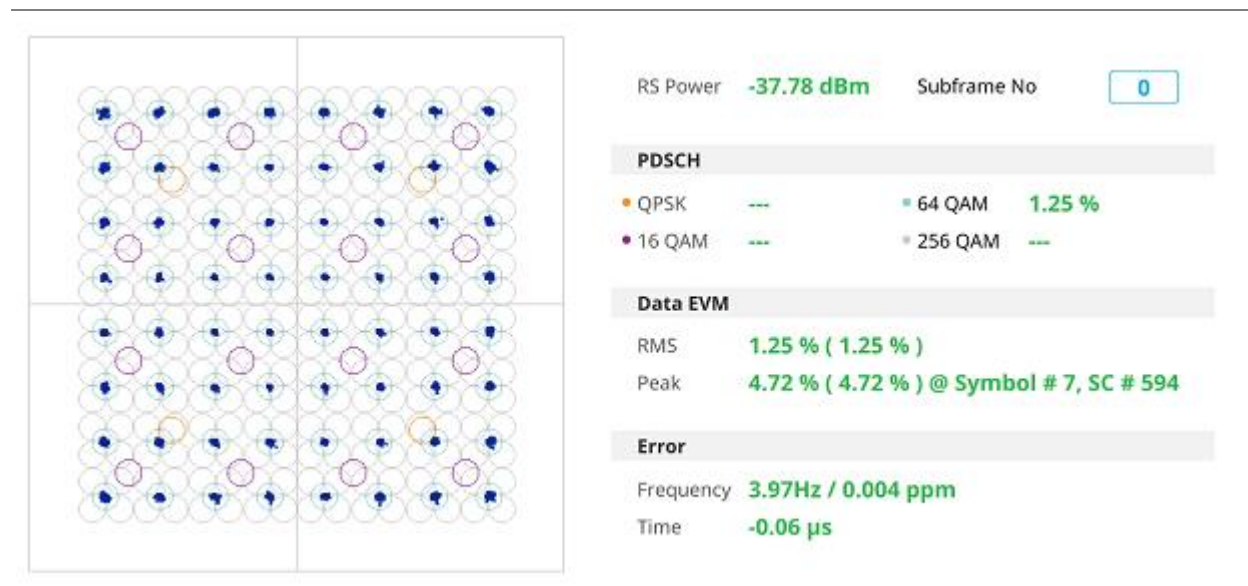 RS Power -37.78 dBm Subframe No 0
PDSCH
QPSK --- 64 QAM 1.25 %
16 QAM --- 256 QAM ---
Data EVM
RMS 1.25 % ( 1.25 % )
Peak 4.72 % ( 4.72 % ) @ Symbol # 7, SC # 594
Error
Frequency 3.97Hz / 0.004 ppm
Time -0.06 µs